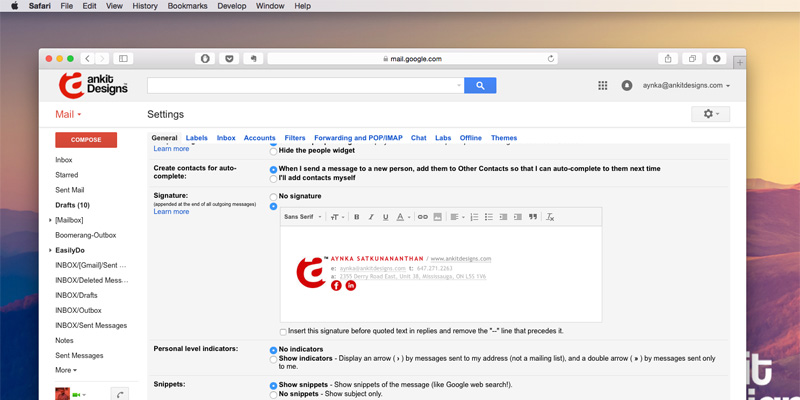 Safari File Edit View History Bookmarks Develop Window Help
mail.google.com
ankit
Designs™
aynka@ankitdesigns.com
Mail
Settings
COMPOSE
General Labels Inbox Accounts Filters Forwarding and POP/IMAP Chat Labs Offline Themes
Learn more
Hide the people widget
Inbox
Starred
Sent Mail
Drafts (10)
[Mailbox]
Boomerang-Outbox
EasilyDo
INBOX/[Gmail]/Sent ...
INBOX/Deleted Mess...
INBOX/Drafts
INBOX/Outbox
INBOX/Sent Messages
Notes
Sent Messages
More
Create contacts for auto-complete:
When I send a message to a new person, add them to Other Contacts so that I can auto-complete to them next time
I'll add contacts myself
Signature:
(appended at the end of all outgoing messages)
Learn more
No signature
Sans Serif
AYNKA SATKUNANANTHAN / www.ankitdesigns.com
e: aynka@ankitdesigns.com t: 647.271.2263
a: 2355 Derry Road East, Unit 38, Mississauga, ON L5S 1V6
Insert this signature before quoted text in replies and remove the "--" line that precedes it.
Personal level indicators:
No indicators
Show indicators - Display an arrow ( › ) by messages sent to my address (not a mailing list), and a double arrow ( » ) by messages sent only
to me.
Snippets:
Show snippets - Show snippets of the message (like Google web search!).
No snippets - Show subject only.